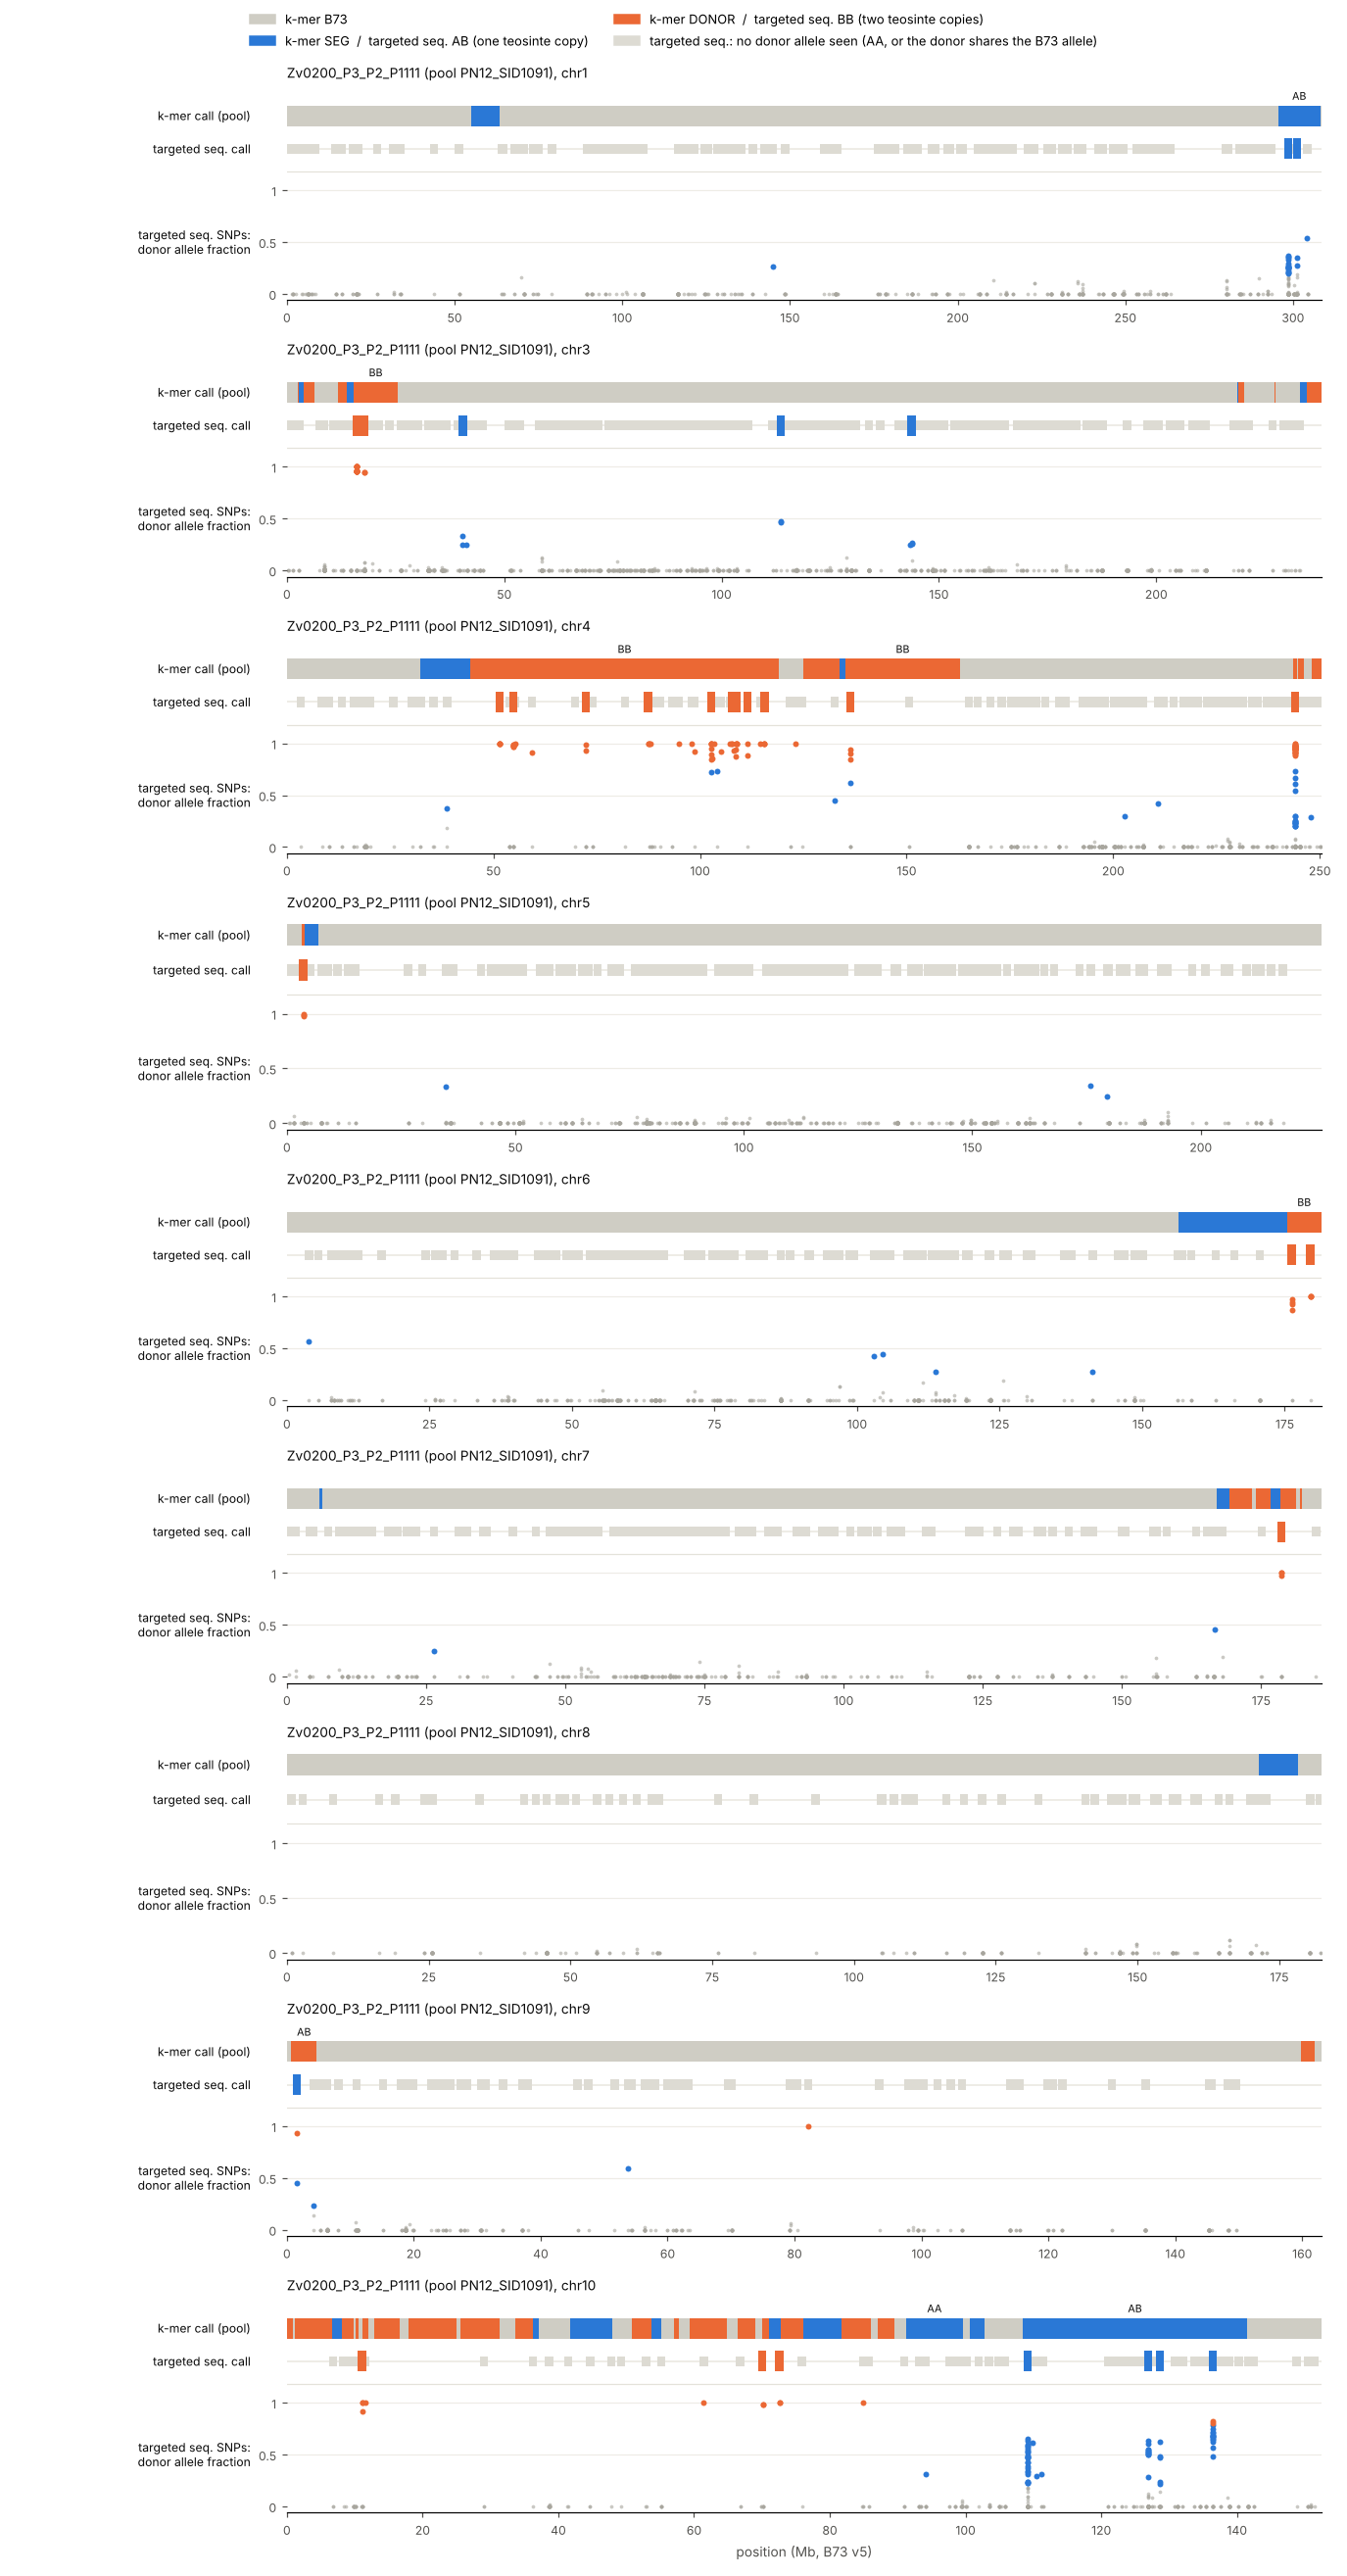 k-mer B73
k-mer DONOR / targeted seq. BB (two teosinte copies)
k-mer SEG / targeted seq. AB (one teosinte copy)
targeted seq.: no donor allele seen (AA, or the donor shares the B73 allele)
Zv0200_P3_P2_P1111 (pool PN12_SID1091), chr1
AB
k-mer call (pool)
targeted seq. call
1
targeted seq. SNPs:
donor allele fraction
0.5
0
0 50 100 150 200 250 300
Zv0200_P3_P2_P1111 (pool PN12_SID1091), chr3
BB
k-mer call (pool)
targeted seq. call
1
targeted seq. SNPs:
donor allele fraction
0.5
0
0 50 100 150 200
Zv0200_P3_P2_P1111 (pool PN12_SID1091), chr4
BB BB
k-mer call (pool)
targeted seq. call
1
targeted seq. SNPs:
donor allele fraction
0.5
0
0 50 100 150 200 250
Zv0200_P3_P2_P1111 (pool PN12_SID1091), chr5
k-mer call (pool)
targeted seq. call
1
targeted seq. SNPs:
donor allele fraction
0.5
0
0 50 100 150 200
Zv0200_P3_P2_P1111 (pool PN12_SID1091), chr6
BB
k-mer call (pool)
targeted seq. call
1
targeted seq. SNPs:
donor allele fraction
0.5
0
0 25 50 75 100 125 150 175
Zv0200_P3_P2_P1111 (pool PN12_SID1091), chr7
k-mer call (pool)
targeted seq. call
1
targeted seq. SNPs:
donor allele fraction
0.5
0
0 25 50 75 100 125 150 175
Zv0200_P3_P2_P1111 (pool PN12_SID1091), chr8
k-mer call (pool)
targeted seq. call
1
targeted seq. SNPs:
donor allele fraction
0.5
0
0 25 50 75 100 125 150 175
Zv0200_P3_P2_P1111 (pool PN12_SID1091), chr9
AB
k-mer call (pool)
targeted seq. call
1
targeted seq. SNPs:
donor allele fraction
0.5
0
0 20 40 60 80 100 120 140 160
Zv0200_P3_P2_P1111 (pool PN12_SID1091), chr10
AA AB
k-mer call (pool)
targeted seq. call
1
targeted seq. SNPs:
donor allele fraction
0.5
0
0 20 40 60 80 100 120 140
position (Mb, B73 v5)